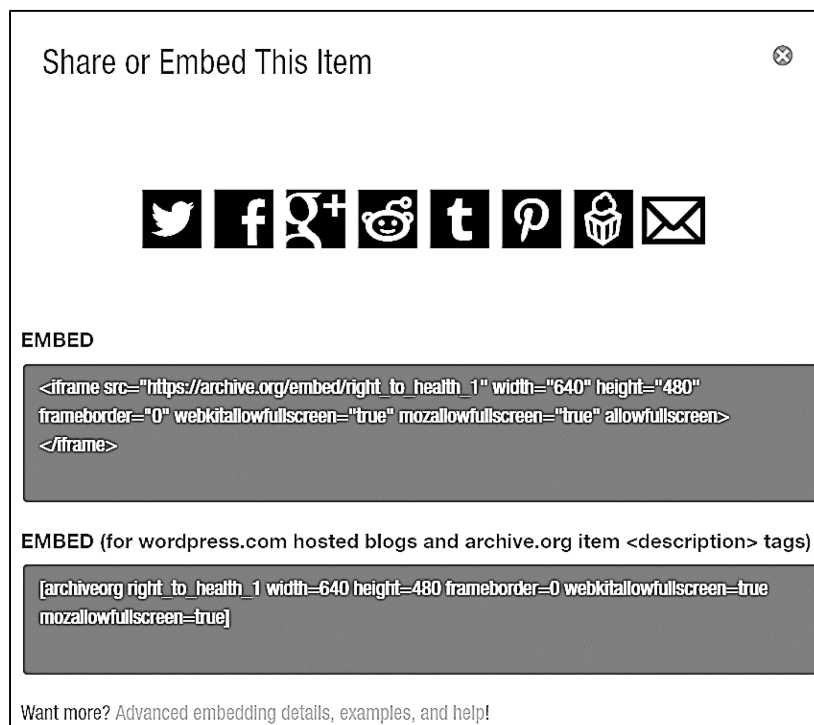 Share or Embed This Item
EMBED
<iframe src="https://archive.org/embed/right_to_health_1" width="640" height="480"
frameborder="0" webkitallowfullscreen="true" mozallowfullscreen="true" allowfullscreen>
</iframe>
EMBED (for wordpress.com hosted blogs and archive.org item <description> tags)
[archiveorg right_to_health_1 width=640 height=480 frameborder=0 webkitallowfullscreen=true
mozallowfullscreen=true]
Want more? Advanced embedding details, examples, and help!